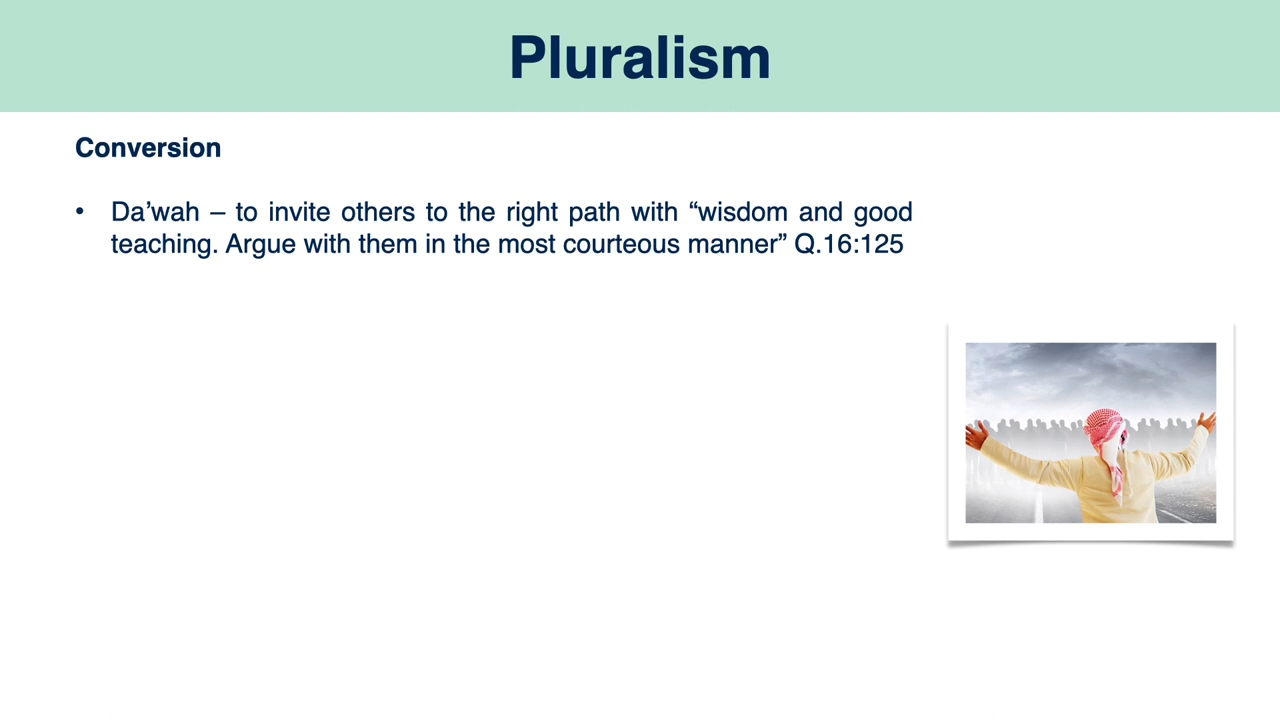 Pluralism
Conversion
• Da’wah – to invite others to the right path with “wisdom and good
teaching. Argue with them in the most courteous manner” Q.16:125